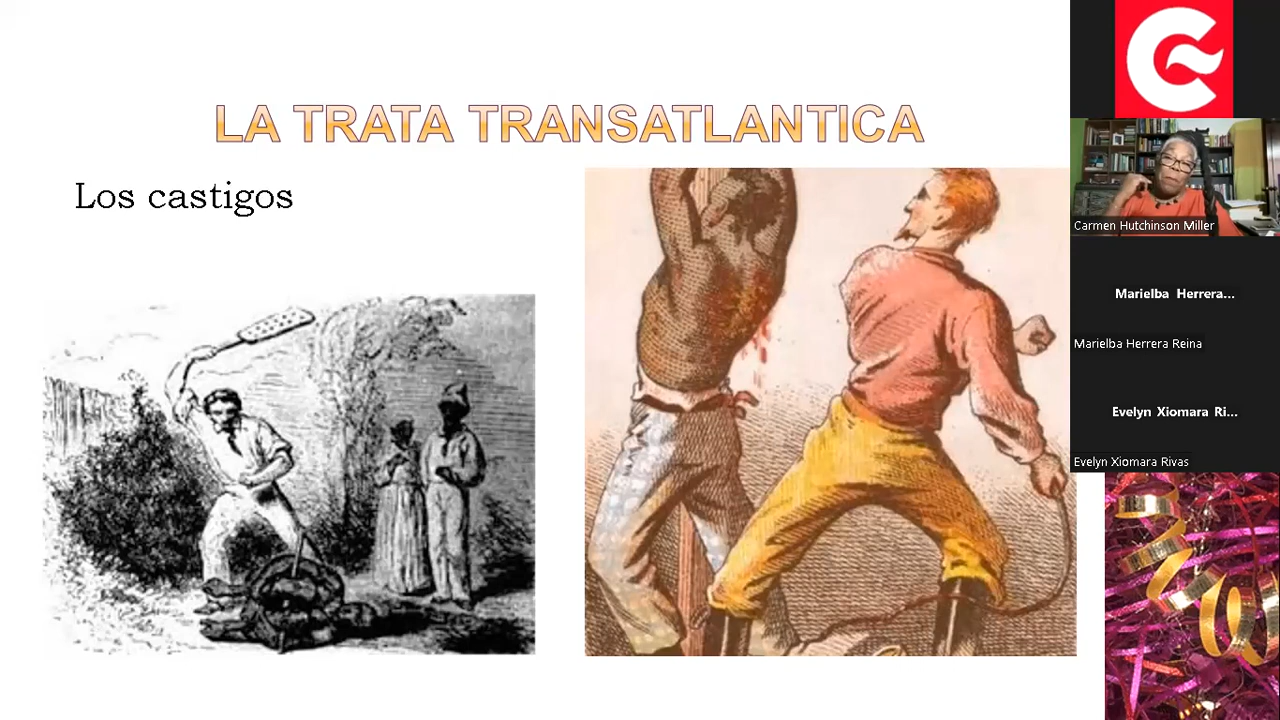 LA TRATA TRANSATLANTICA
Los castigos
Carmen Hutchinson Miller
Marielba Herrera...
Marielba Herrera Reina
Evelyn Xiomara Ri...
Evelyn Xiomara Rivas